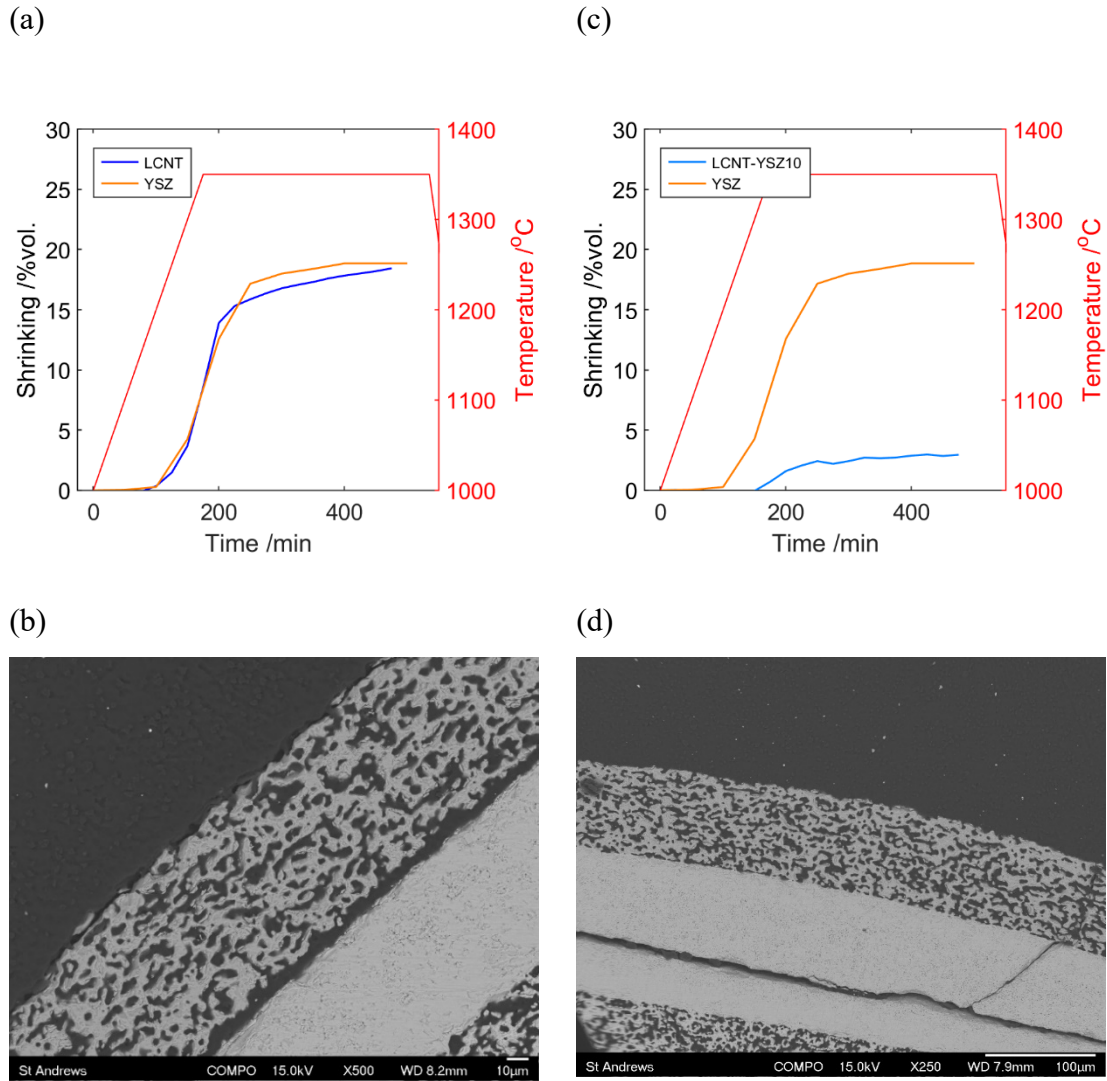 (a)
(c)
30
25
20
15
10
5
0
Shrinking /%vol.
LCNT
YSZ
1400
1300
1200
1100
1000
Temperature /°C
0
200
400
Time /min
30
25
20
15
10
5
0
Shrinking /%vol.
LCNT-YSZ10
YSZ
1400
1300
1200
1100
1000
Temperature /°C
0
200
400
Time /min
(b)
(d)
St Andrews COMPO 15.0kV X500 WD 8.2mm 10µm
St Andrews COMPO 15.0kV X250 WD 7.9mm 100µm